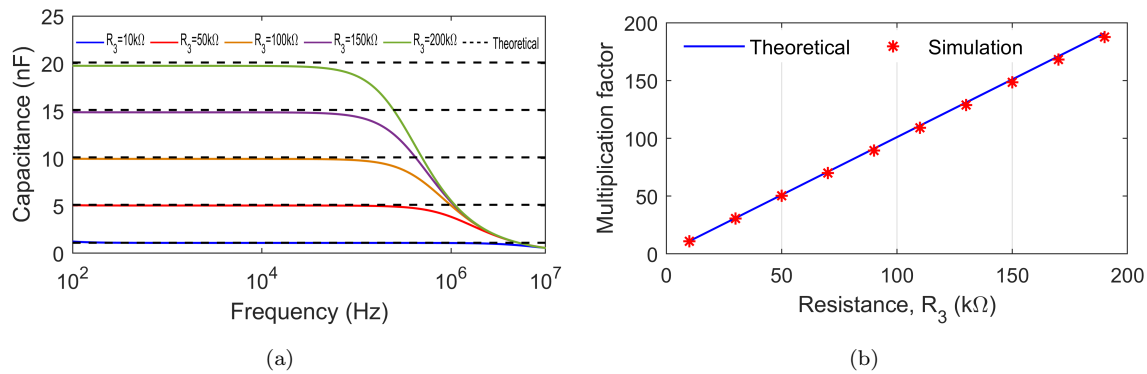 R3=10kΩ R3=50kΩ R3=100kΩ R3=150kΩ R3=200kΩ Theoretical
25
20
15
10
5
0
Capacitance (nF)
10^2 10^4 10^6 10^7
Frequency (Hz)
(a)
Theoretical Simulation
200
150
100
50
0
Multiplication factor
0 50 100 150 200
Resistance, R3 (kΩ)
(b)